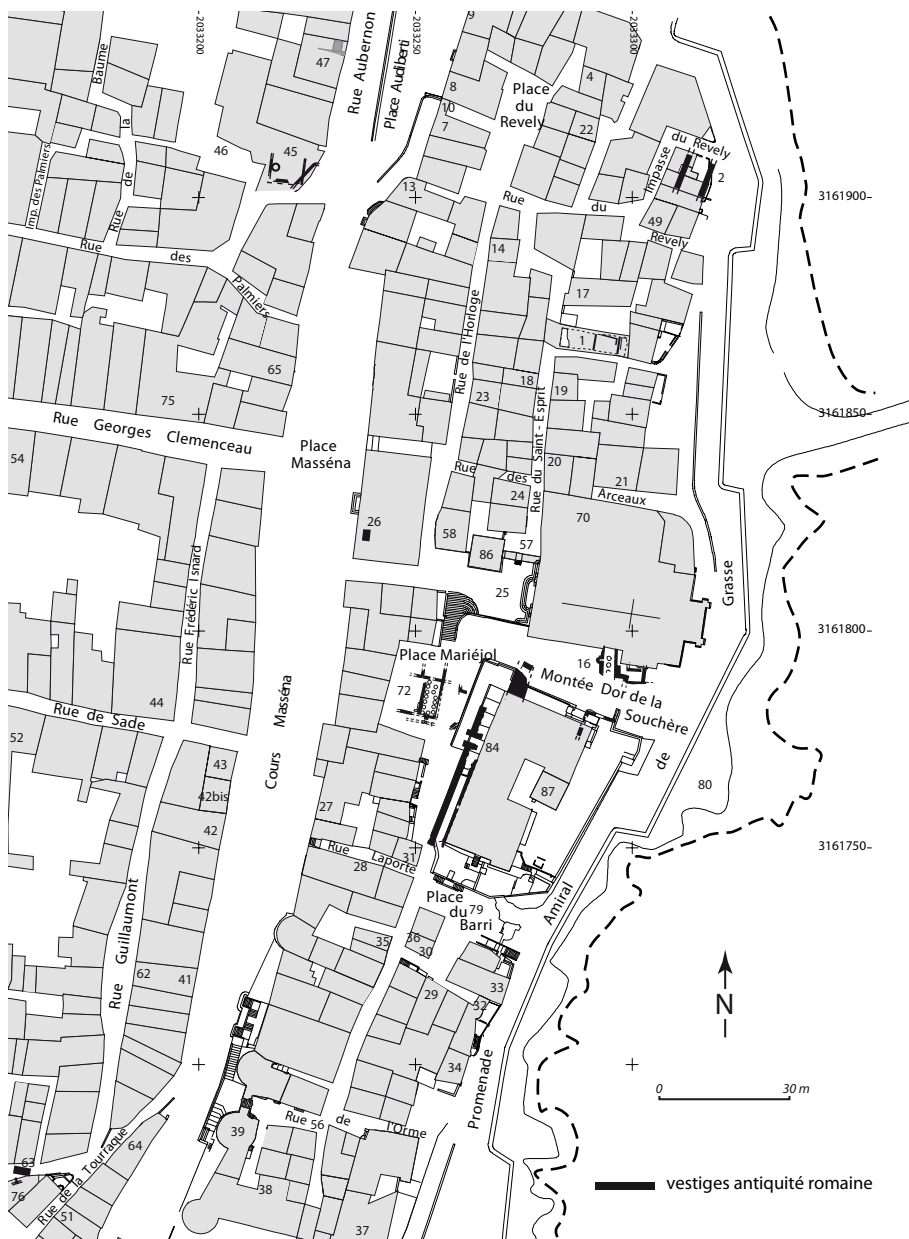 2033200
2033250
2033300
9
47
Rue Aubernon
Place Audiberti
Baume
la
de
Rue
8
10
7
Place
du
Revely
4
22
46
45
Imp. des Palmiers
13
Impasse
du Revely
2
3161900
Rue
du
Revely
49
Rue
des
Palmiers
14
17
Rue de l'Horloge
1
65
75
18
19
23
3161850
Rue Georges Clemenceau
Place
Masséna
54
Rue du Saint-Esprit
20
21
Rue
des
Arceaux
24
70
26
58
57
86
Rue Frédéric Isnard
25
Grasse
3161800
Place Mariéjol
16
Montée Dor de la
Souchère
72
44
Rue de Sade
Cours Masséna
52
84
de
43
87
80
42bis
27
42
3161750
Rue Laporte
31
28
Amiral
Place
du
Barri
79
Rue Guillaumont
35
36
30
62
41
29
33
32
N
34
Promenade
0
30 m
Rue
56
de
l'Orme
39
64
63
Rue de la Tourraque
76
38
51
37
vestiges antiquité romaine